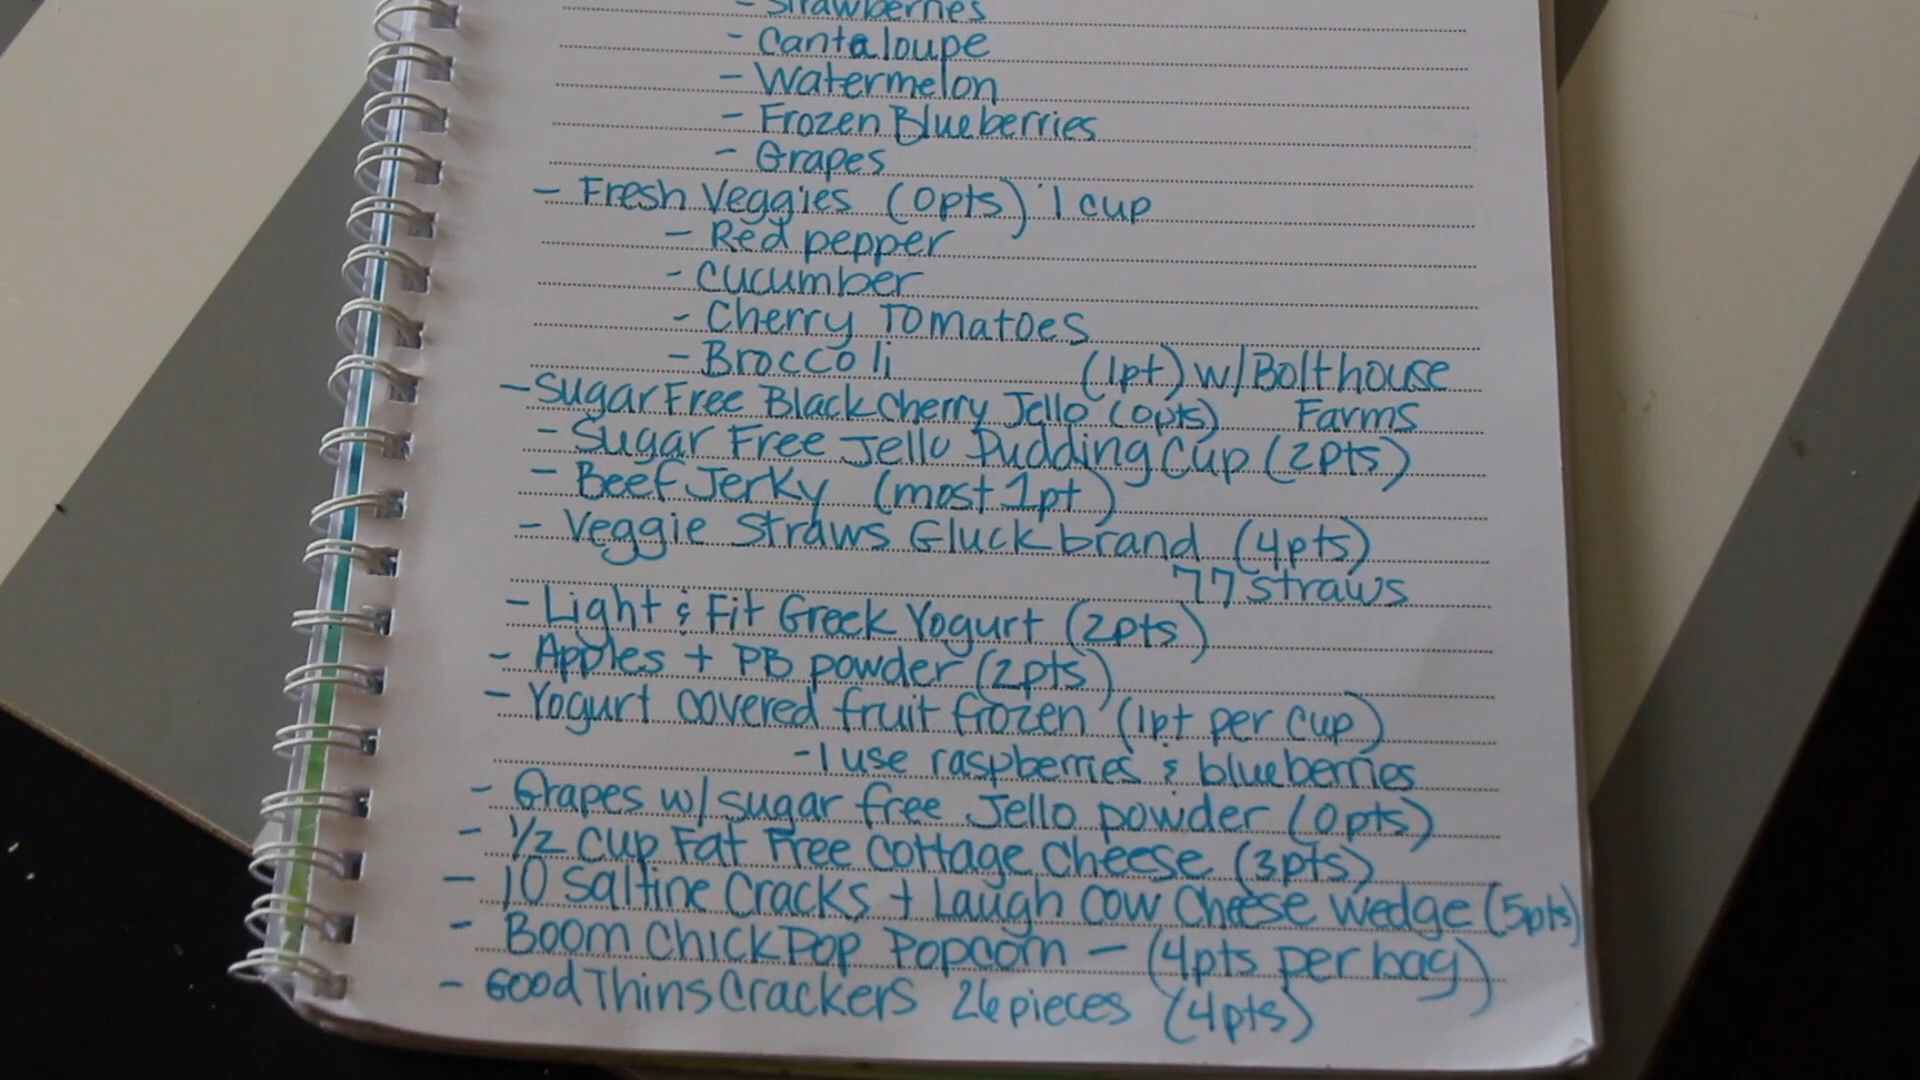 - Strawberries
- Cantaloupe
- Watermelon
- Frozen Blueberries
- Grapes
- Fresh Veggies (0pts) 1 cup
- Red pepper
- Cucumber
- Cherry Tomatoes
- Broccoli (1pt) w/ Bolthouse
- Sugar Free Black cherry Jello (0pts) Farms
- Sugar Free Jello Pudding Cup (2pts)
- Beef Jerky (most 1pt)
- Veggie Straws Gluck brand (4pts)
77 straws
- Light & Fit Greek Yogurt (2pts)
- Apples + PB powder (2pts)
- Yogurt covered fruit frozen (1pt per cup)
- I use raspberries & blueberries
- Grapes w/ sugar free Jello powder (0pts)
- 1/2 cup Fat Free cottage cheese (3pts)
- 10 Saltine Cracks + Laugh Cow Cheese wedge (5pts)
- Boom Chick Pop Popcorn - (4pts per bag)
- Good Thins Crackers 26 pieces (4pts)